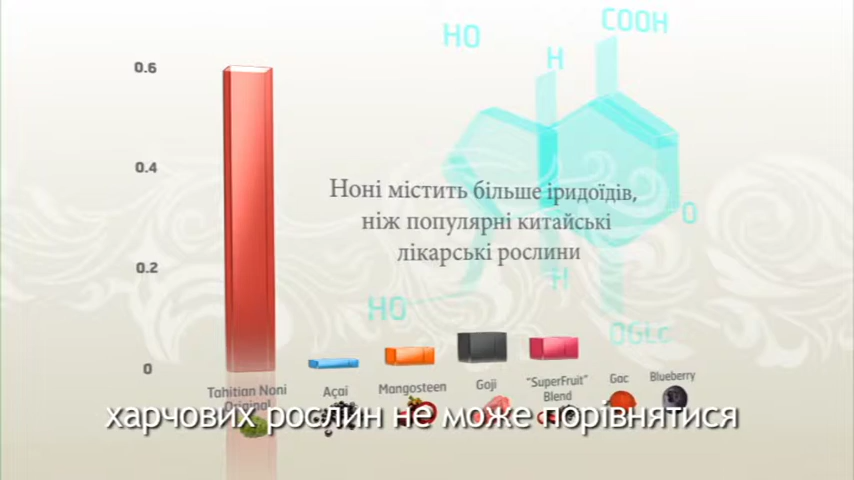 COOH
HO
H
0.6
0.4
Ноні містить більше іридоїдів,
ніж популярні китайські
лікарські рослини
O
0.2
H
HO
OGLc
0
Tahitian Noni
Original
Açai
Mangosteen
Goji
"SuperFruit"
Blend
Gac
Blueberry
харчових рослин не може порівнятися